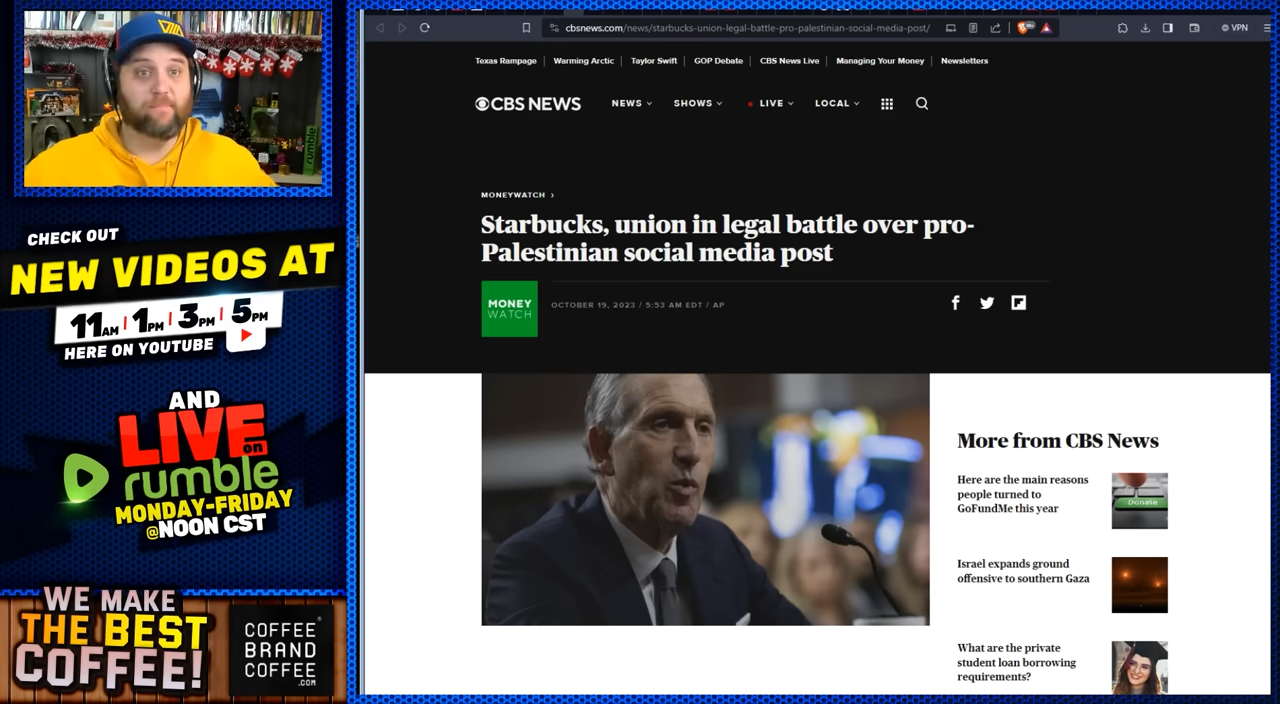 CHECK OUT
NEW VIDEOS AT
11AM | 1PM | 3PM | 5PM
HERE ON YOUTUBE
AND
LIVE
on
rumble
MONDAY-FRIDAY
@NOON CST
WE MAKE
THE BEST
COFFEE!
COFFEE
BRAND
COFFEE
.COM
rumble
cbsnews.com/news/starbucks-union-legal-battle-pro-palestinian-social-media-post/
VPN
Texas Rampage | Warming Arctic | Taylor Swift | GOP Debate | CBS News Live | Managing Your Money | Newsletters
CBS NEWS NEWS SHOWS LIVE LOCAL
MONEYWATCH ›
Starbucks, union in legal battle over pro-
Palestinian social media post
MONEY
WATCH
OCTOBER 19, 2023 / 5:53 AM EDT / AP
More from CBS News
Here are the main reasons
people turned to
GoFundMe this year
Donate
Israel expands ground
offensive to southern Gaza
What are the private
student loan borrowing
requirements?